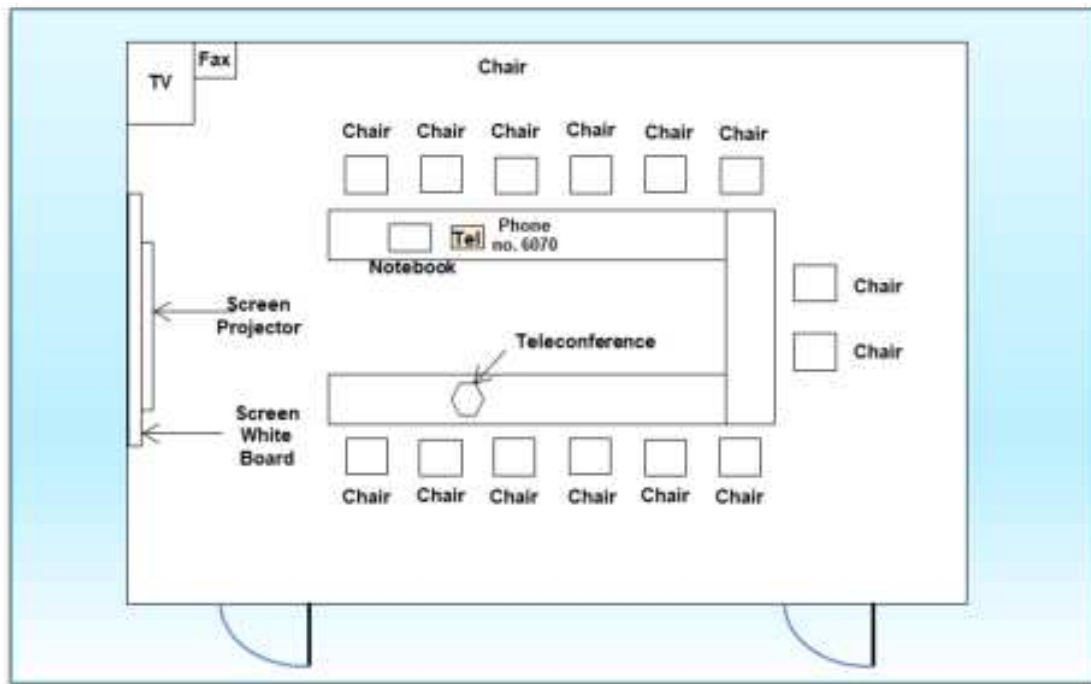 Fax
TV
Chair
Chair Chair Chair Chair Chair Chair
Tel
Phone
no. 6070
Notebook
Chair
Screen
Projector
Teleconference
Chair
Screen
White
Board
Chair Chair Chair Chair Chair Chair